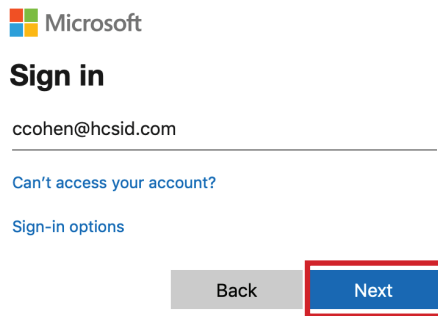 Microsoft
Sign in
ccohen@hcsid.com
Can't access your account?
Sign-in options
Back Next